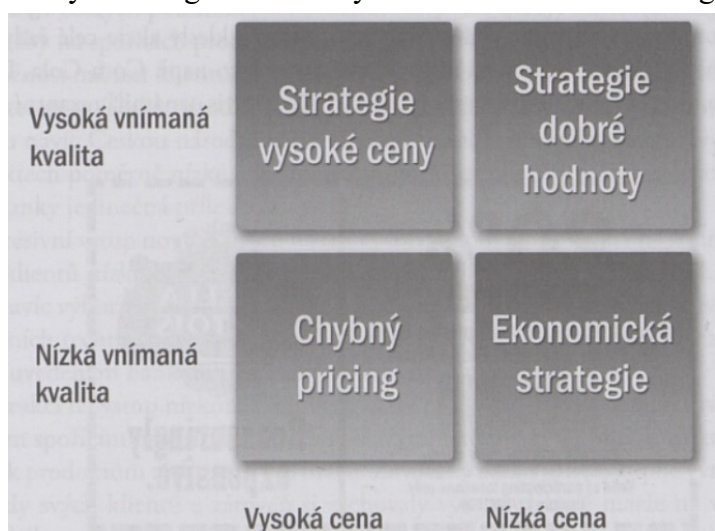 Vysoká vnímaná
kvalita
Strategie
vysoké ceny
Strategie
dobré
hodnoty
Nízká vnímaná
kvalita
Chybný
pricing
Ekonomická
strategie
Vysoká cena
Nízká cena